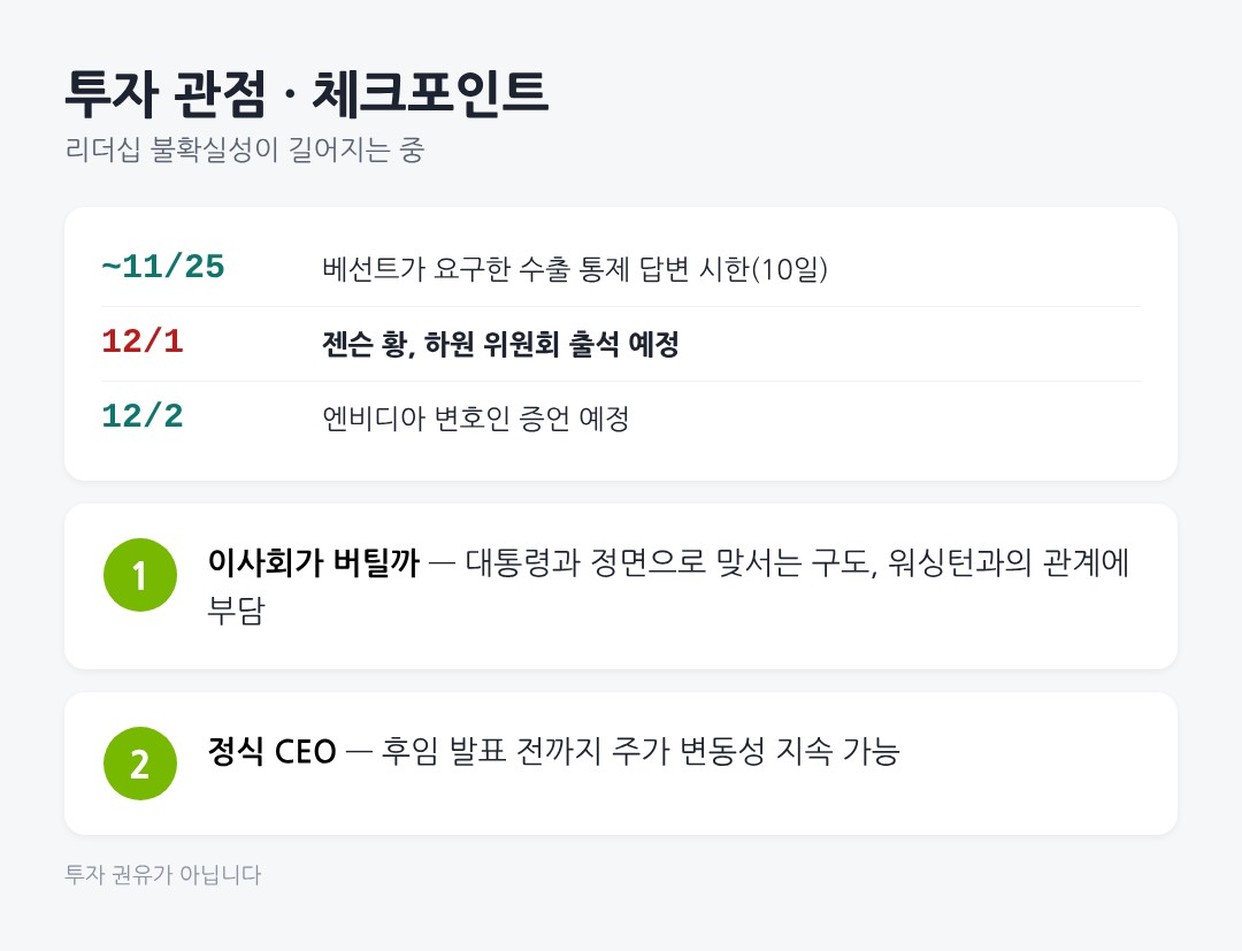 투자 관점 · 체크포인트
리더십 불확실성이 길어지는 중
~11/25 베선트가 요구한 수출 통제 답변 시한(10일)
12/1 젠슨 황, 하원 위원회 출석 예정
12/2 엔비디아 변호인 증언 예정
1 이사회가 버틸까 — 대통령과 정면으로 맞서는 구도, 워싱턴과의 관계에
부담
2 정식 CEO — 후임 발표 전까지 주가 변동성 지속 가능
투자 권유가 아닙니다